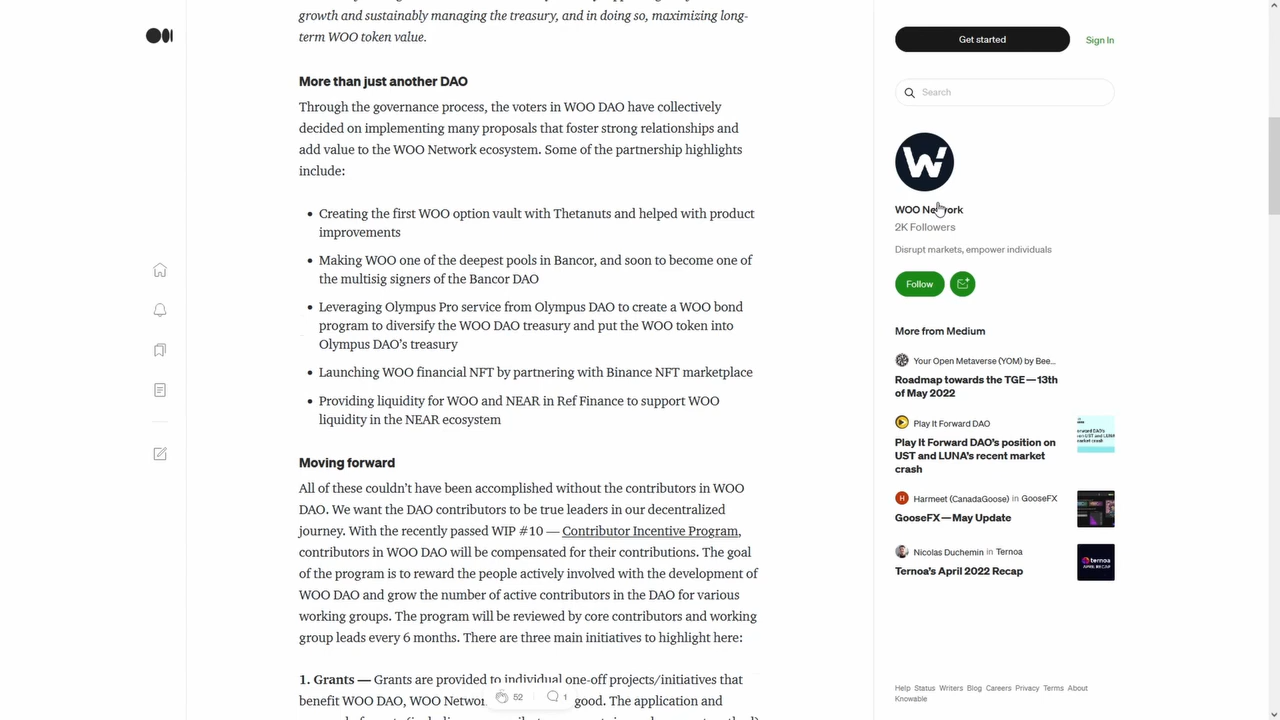 growth and sustainably managing the treasury, and in doing so, maximizing long-
term WOO token value.
More than just another DAO
Through the governance process, the voters in WOO DAO have collectively
decided on implementing many proposals that foster strong relationships and
add value to the WOO Network ecosystem. Some of the partnership highlights
include:
• Creating the first WOO option vault with Thetanuts and helped with product
improvements
• Making WOO one of the deepest pools in Bancor, and soon to become one of
the multisig signers of the Bancor DAO
• Leveraging Olympus Pro service from Olympus DAO to create a WOO bond
program to diversify the WOO DAO treasury and put the WOO token into
Olympus DAO’s treasury
• Launching WOO financial NFT by partnering with Binance NFT marketplace
• Providing liquidity for WOO and NEAR in Ref Finance to support WOO
liquidity in the NEAR ecosystem
Moving forward
All of these couldn’t have been accomplished without the contributors in WOO
DAO. We want the DAO contributors to be true leaders in our decentralized
journey. With the recently passed WIP #10 — Contributor Incentive Program,
contributors in WOO DAO will be compensated for their contributions. The goal
of the program is to reward the people actively involved with the development of
WOO DAO and grow the number of active contributors in the DAO for various
working groups. The program will be reviewed by core contributors and working
group leads every 6 months. There are three main initiatives to highlight here:
1. Grants — Grants are provided to individual one-off projects/initiatives that
benefit WOO DAO, WOO Networ good. The application and
52 1
Get started Sign In
Search
W
WOO Network
2K Followers
Disrupt markets, empower individuals
Follow
More from Medium
Your Open Metaverse (YOM) by Bee...
Roadmap towards the TGE — 13th
of May 2022
Play It Forward DAO
Play It Forward DAO’s position on
UST and LUNA’s recent market
crash
H Harmeet (CanadaGoose) in GooseFX
GooseFX — May Update
Nicolas Duchemin in Ternoa
Ternoa’s April 2022 Recap
ternoa
APRIL RECAP
Help Status Writers Blog Careers Privacy Terms About
Knowable